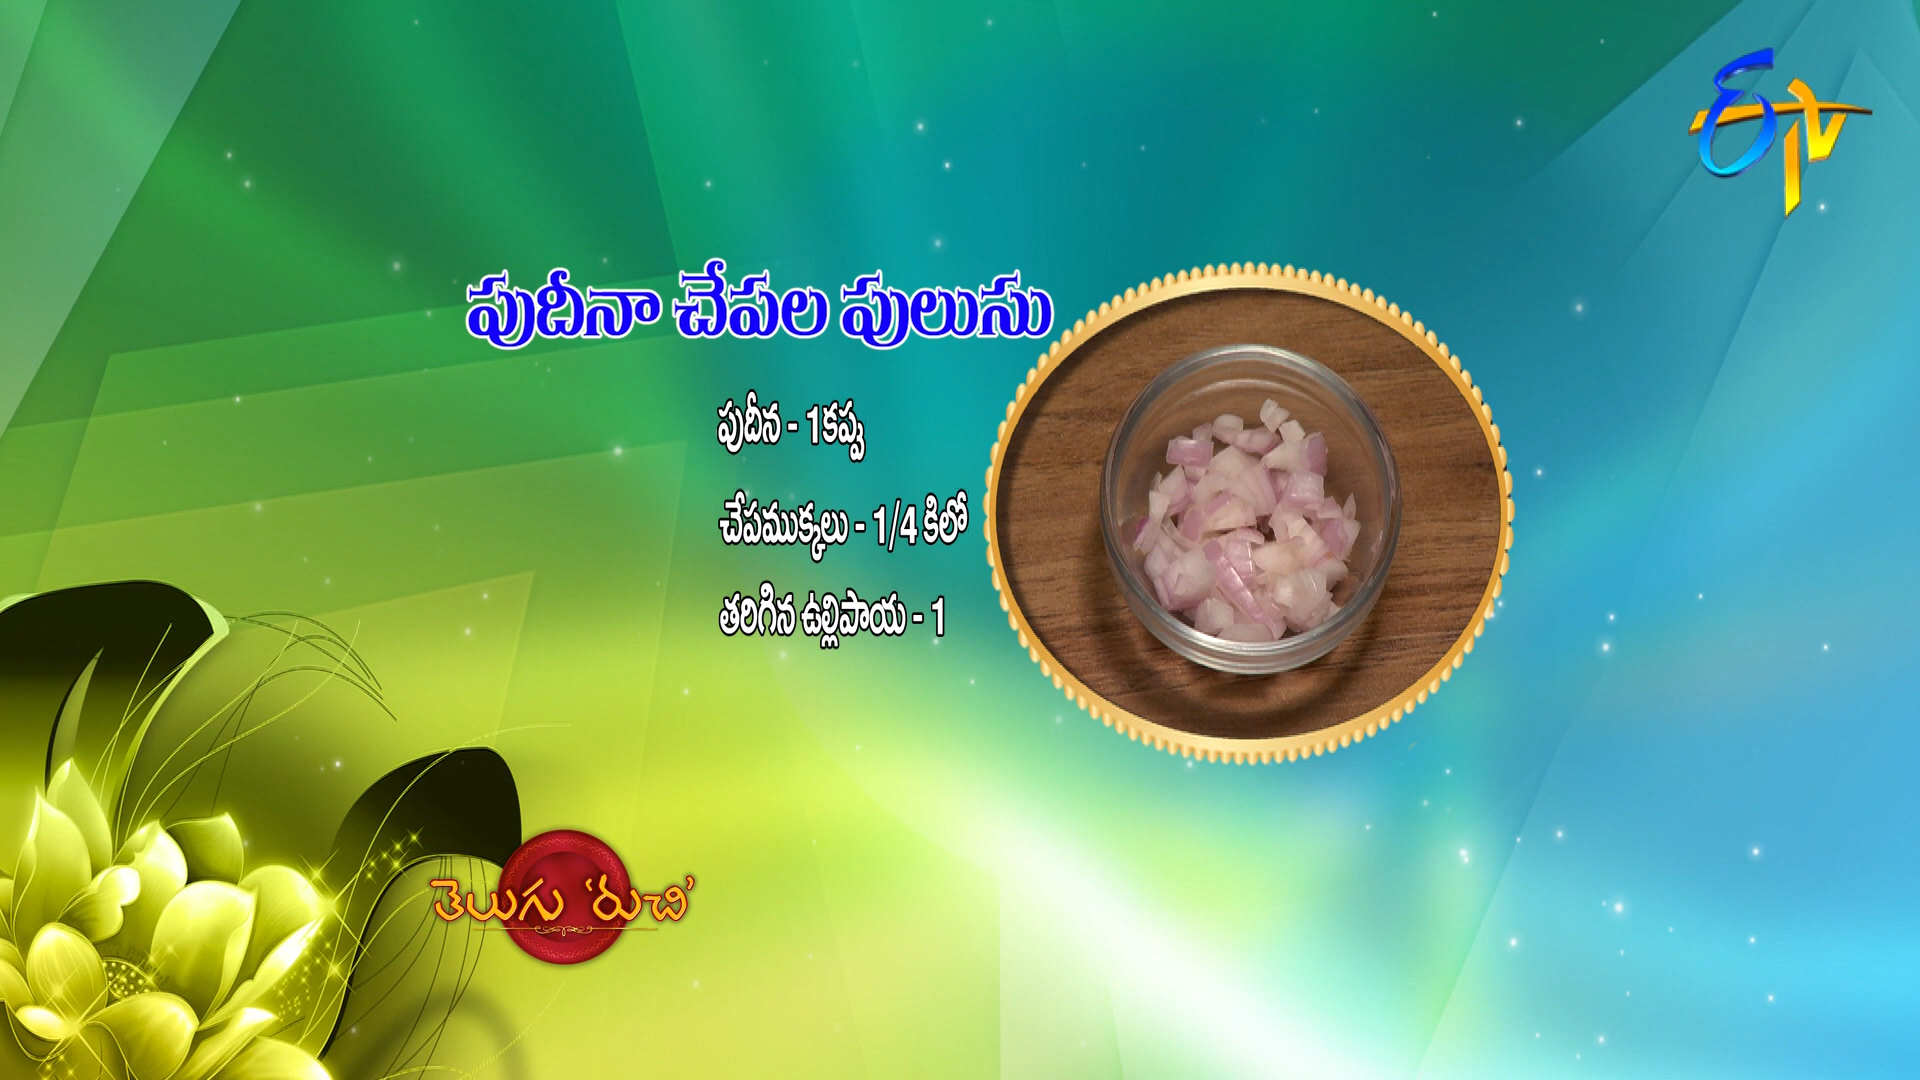 ETV
పుదీనా చేపల పులుసు
పుదీన - 1కప్పు
చేపముక్కలు - 1/4 కిలో
తరిగిన ఉల్లిపాయ - 1
తెలుగు 'రుచి'